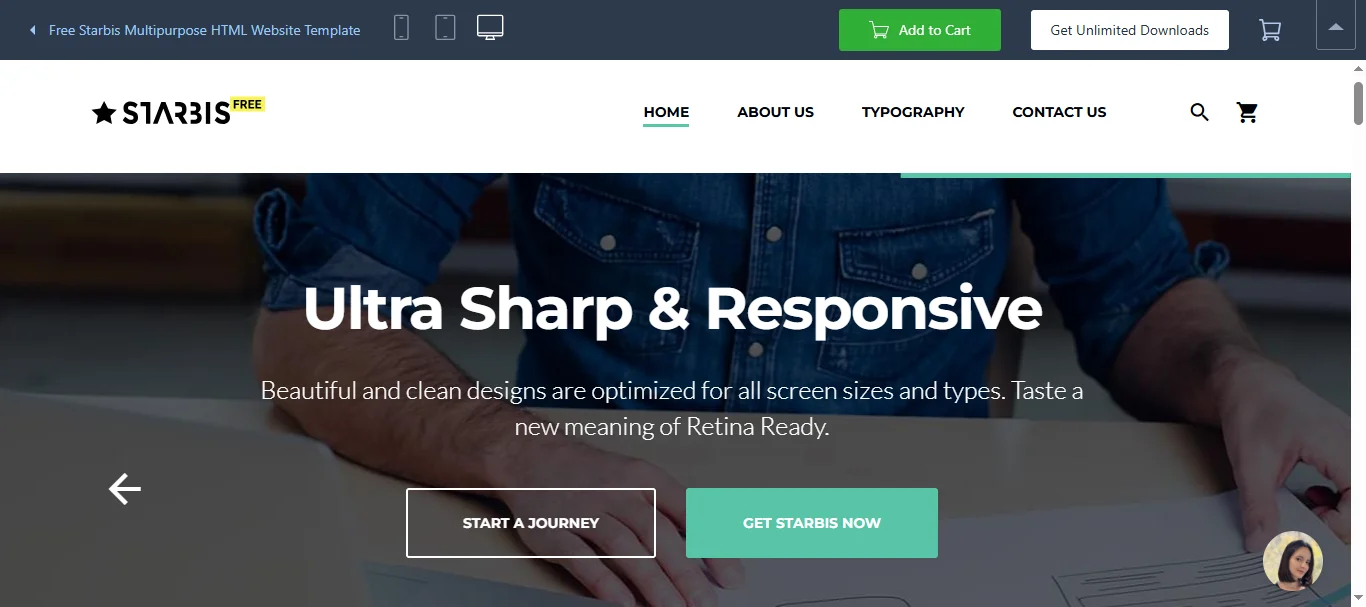 Free Starbis Multipurpose HTML Website Template
Add to Cart
Get Unlimited Downloads
STARBIS FREE
HOME
ABOUT US
TYPOGRAPHY
CONTACT US
Ultra Sharp & Responsive
Beautiful and clean designs are optimized for all screen sizes and types. Taste a
new meaning of Retina Ready.
START A JOURNEY
GET STARBIS NOW